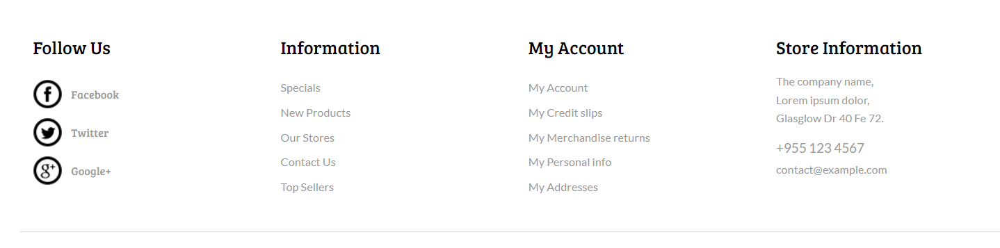 Follow Us
Facebook
Twitter
Google+
Information
Specials
New Products
Our Stores
Contact Us
Top Sellers
My Account
My Account
My Credit slips
My Merchandise returns
My Personal info
My Addresses
Store Information
The company name,
Lorem ipsum dolor,
Glasglow Dr 40 Fe 72.
+955 123 4567
contact@example.com